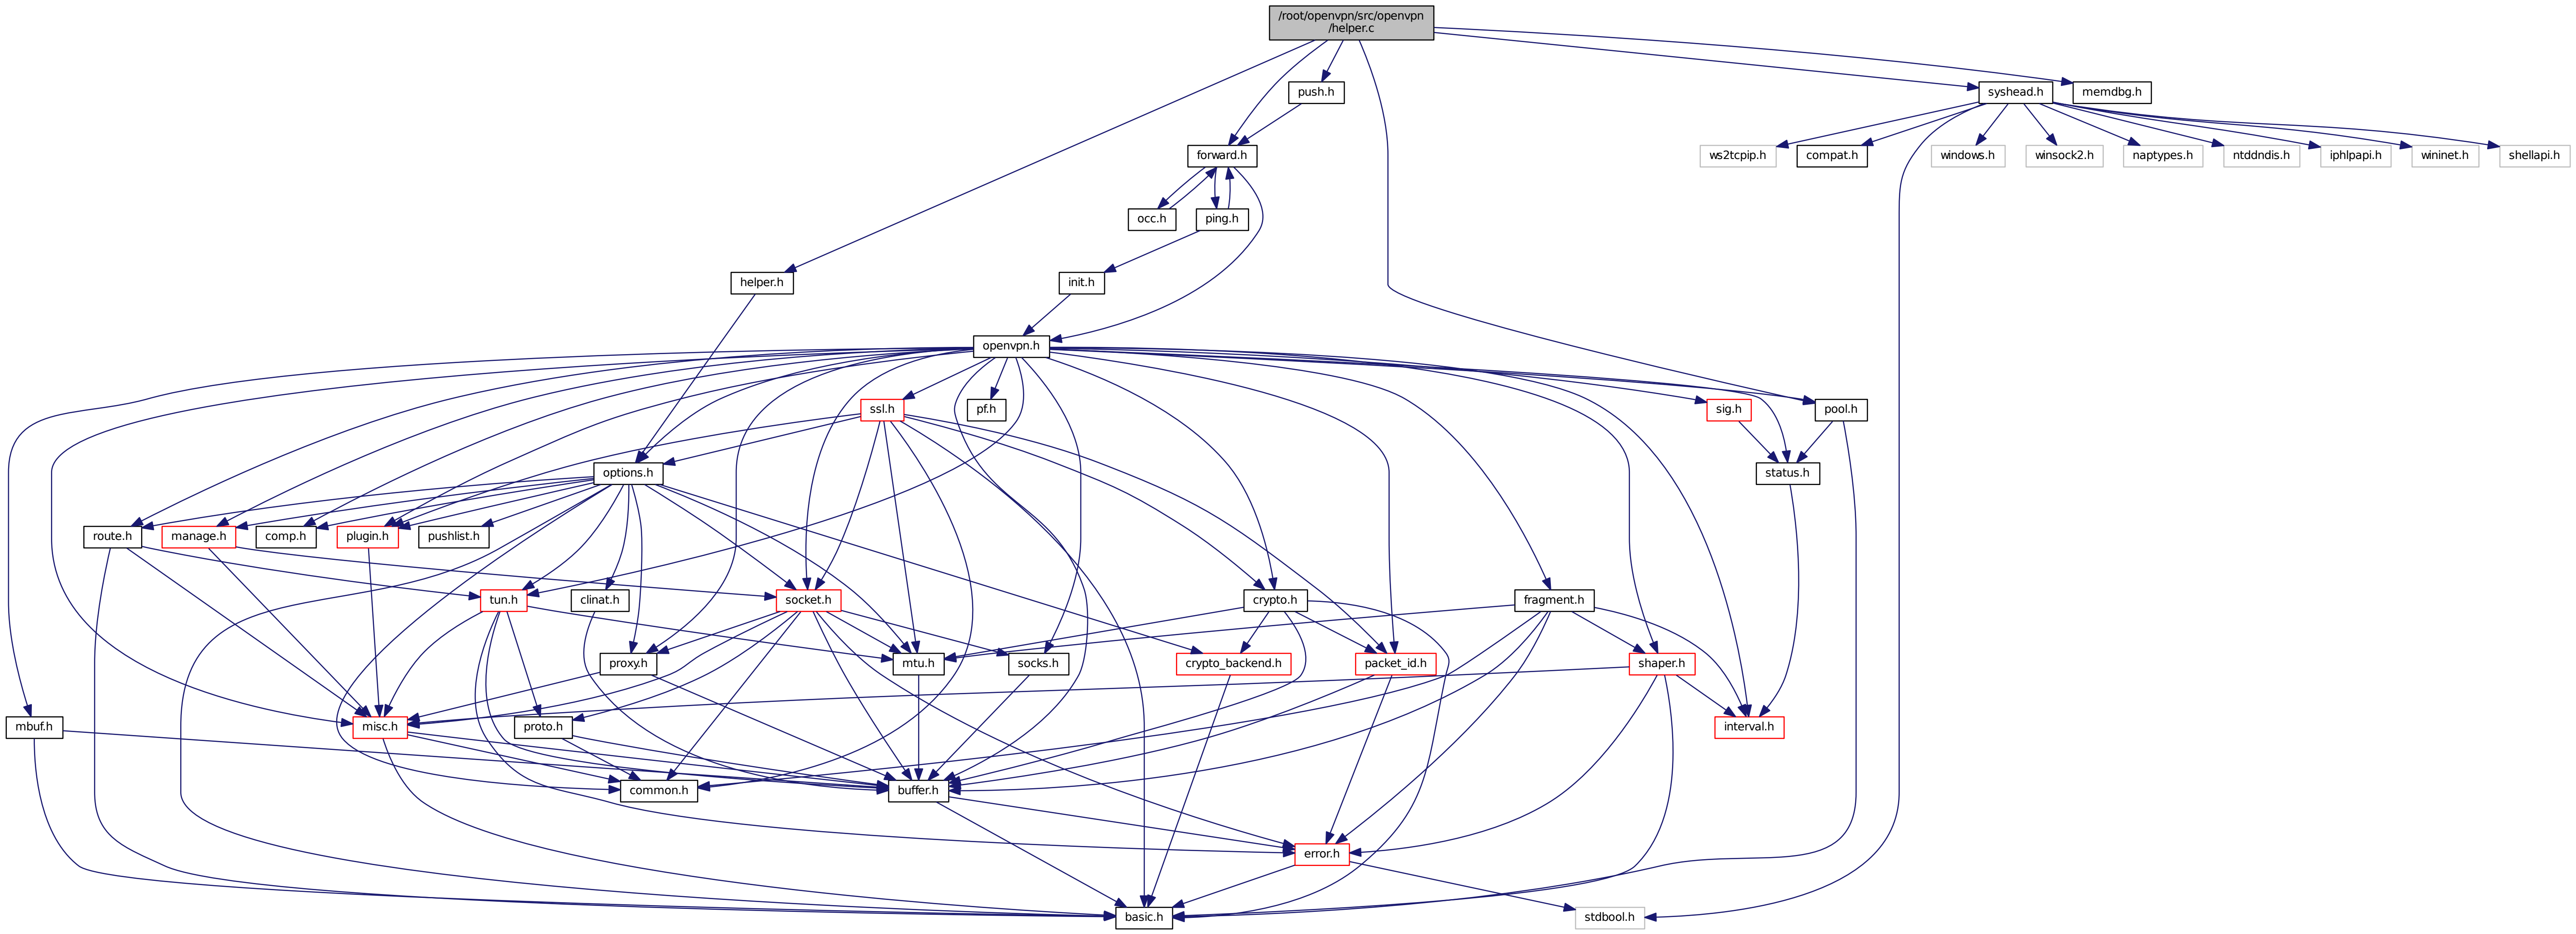 /root/openvpn/src/openvpn
/helper.c
push.h
syshead.h
memdbg.h
forward.h
ws2tcpip.h
compat.h
windows.h
winsock2.h
naptypes.h
ntddndis.h
iphlpapi.h
wininet.h
shellapi.h
occ.h
ping.h
helper.h
init.h
openvpn.h
ssl.h
pf.h
sig.h
pool.h
options.h
status.h
route.h
manage.h
comp.h
plugin.h
pushlist.h
tun.h
clinat.h
socket.h
crypto.h
fragment.h
proxy.h
mtu.h
socks.h
crypto_backend.h
packet_id.h
shaper.h
mbuf.h
misc.h
proto.h
interval.h
common.h
buffer.h
error.h
basic.h
stdbool.h